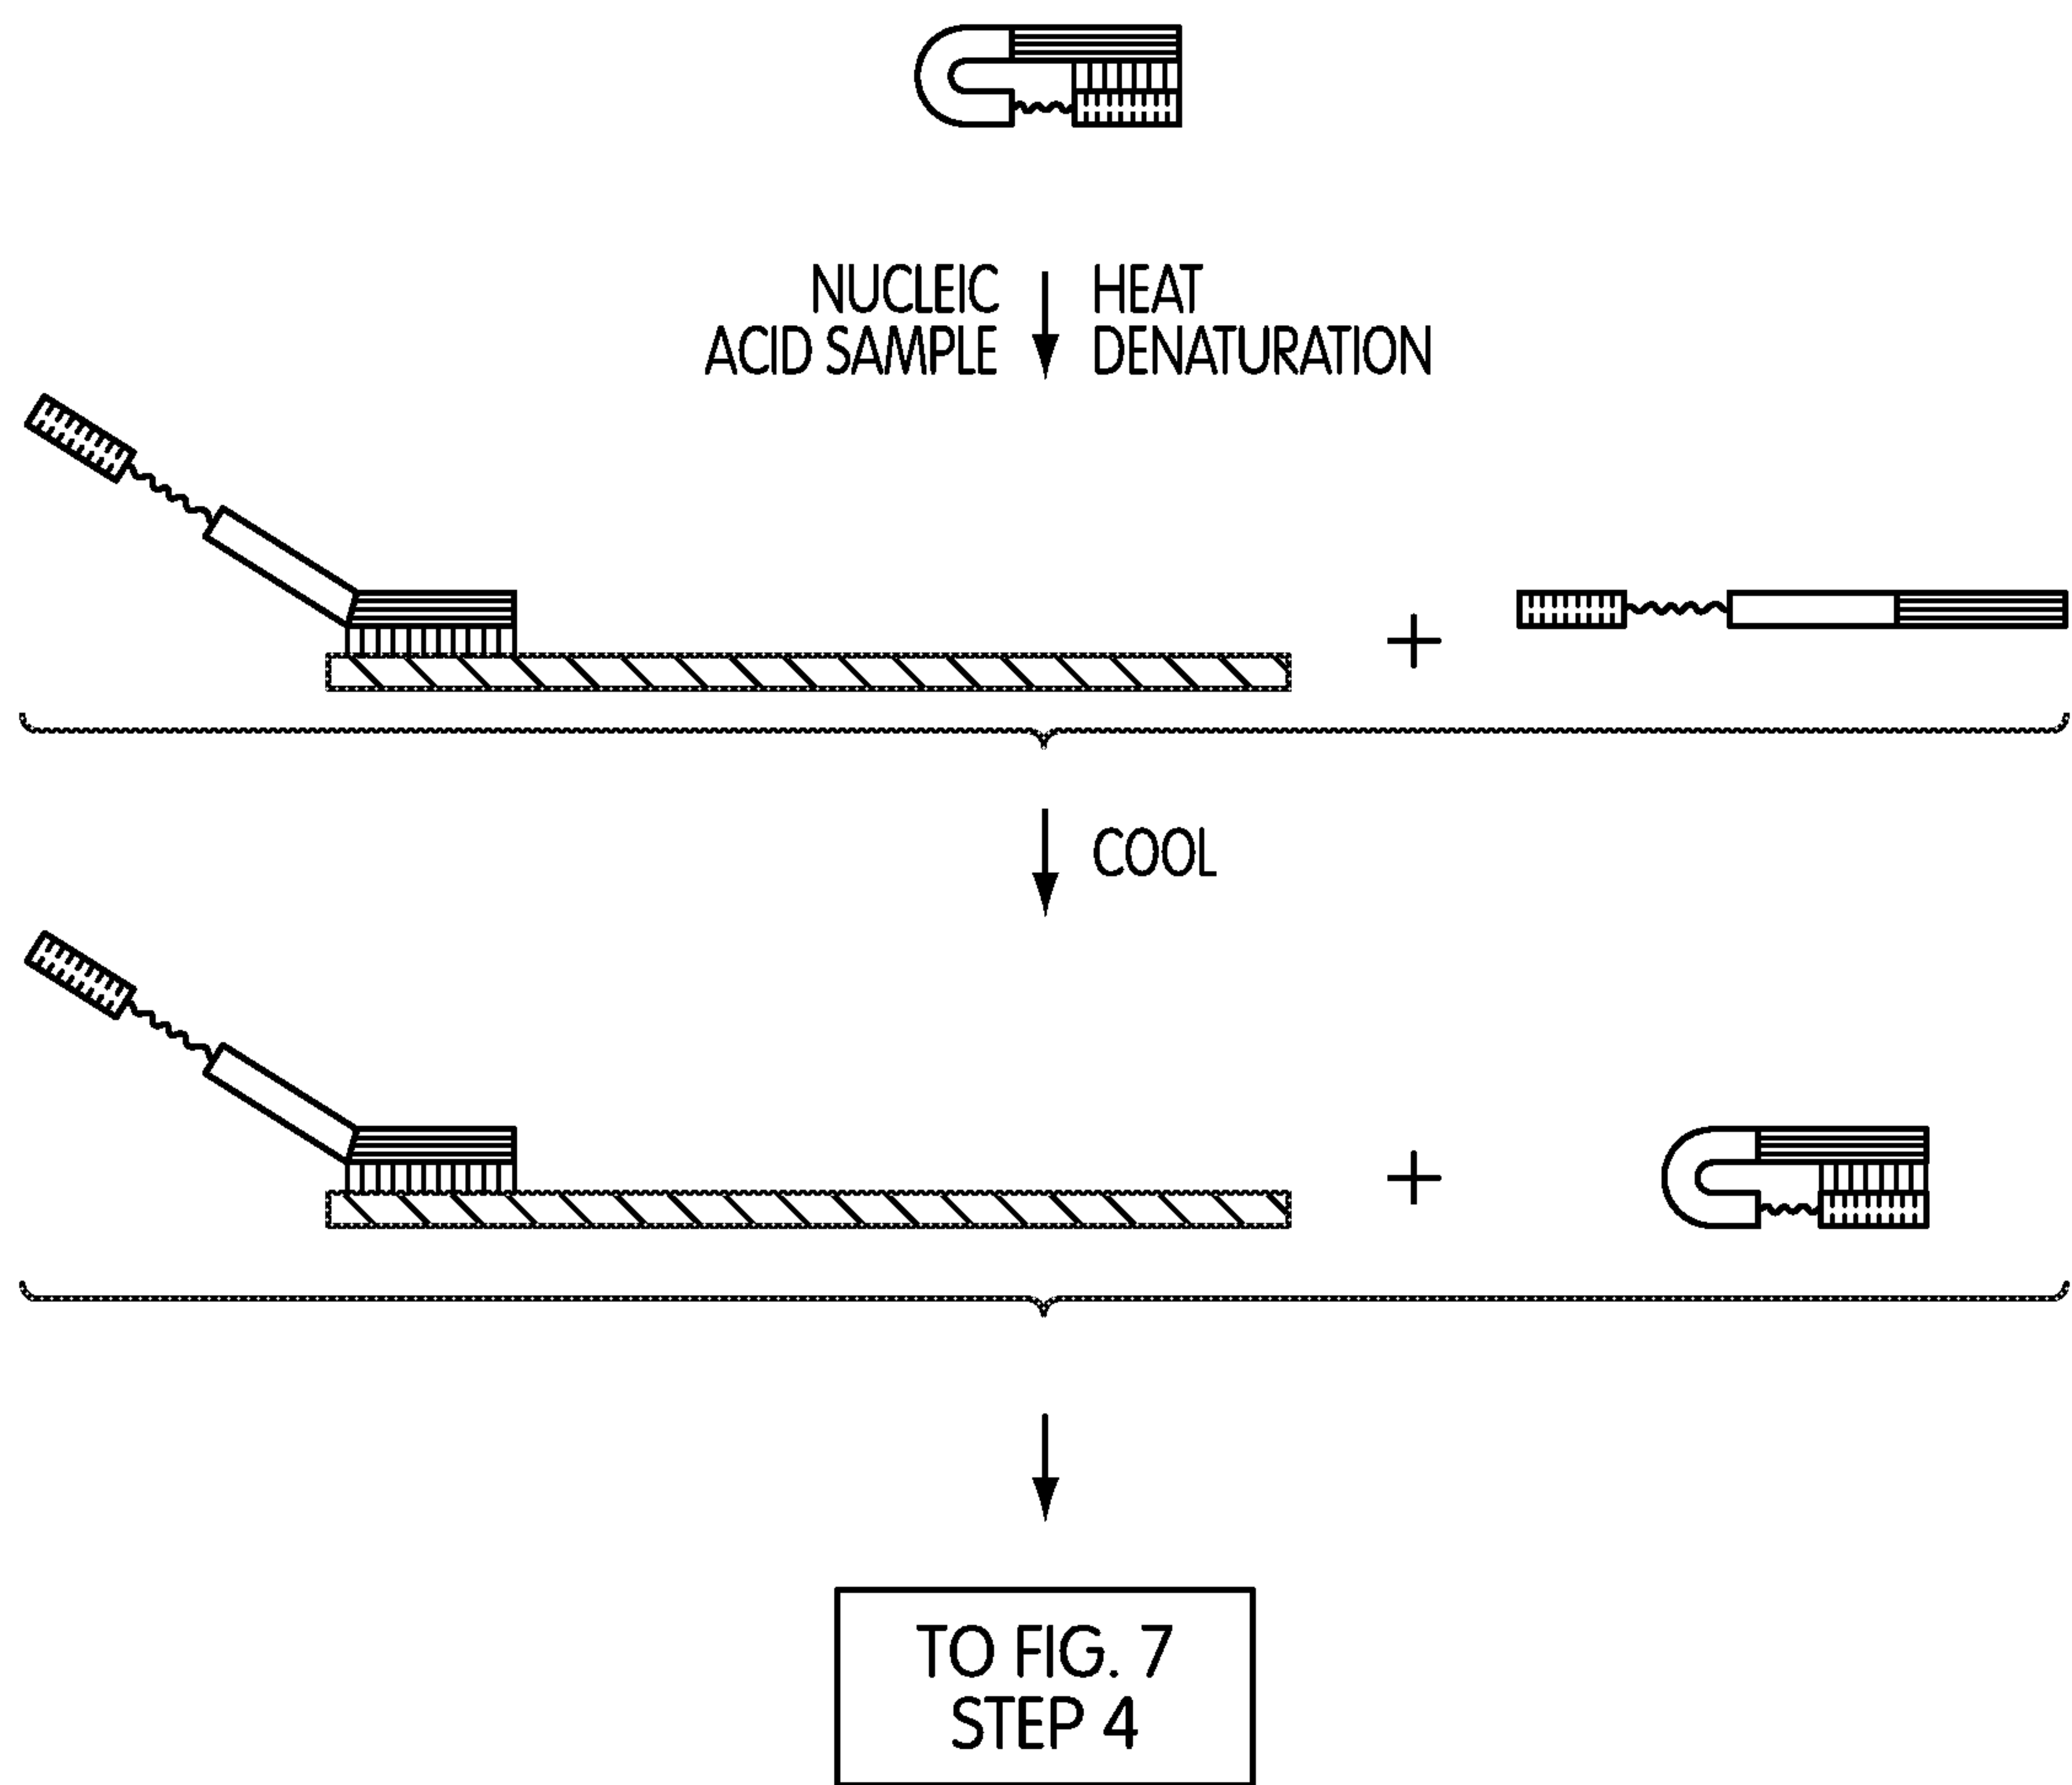 NUCLEIC
ACID SAMPLE
HEAT
DENATURATION
COOL
TO FIG. 7
STEP 4